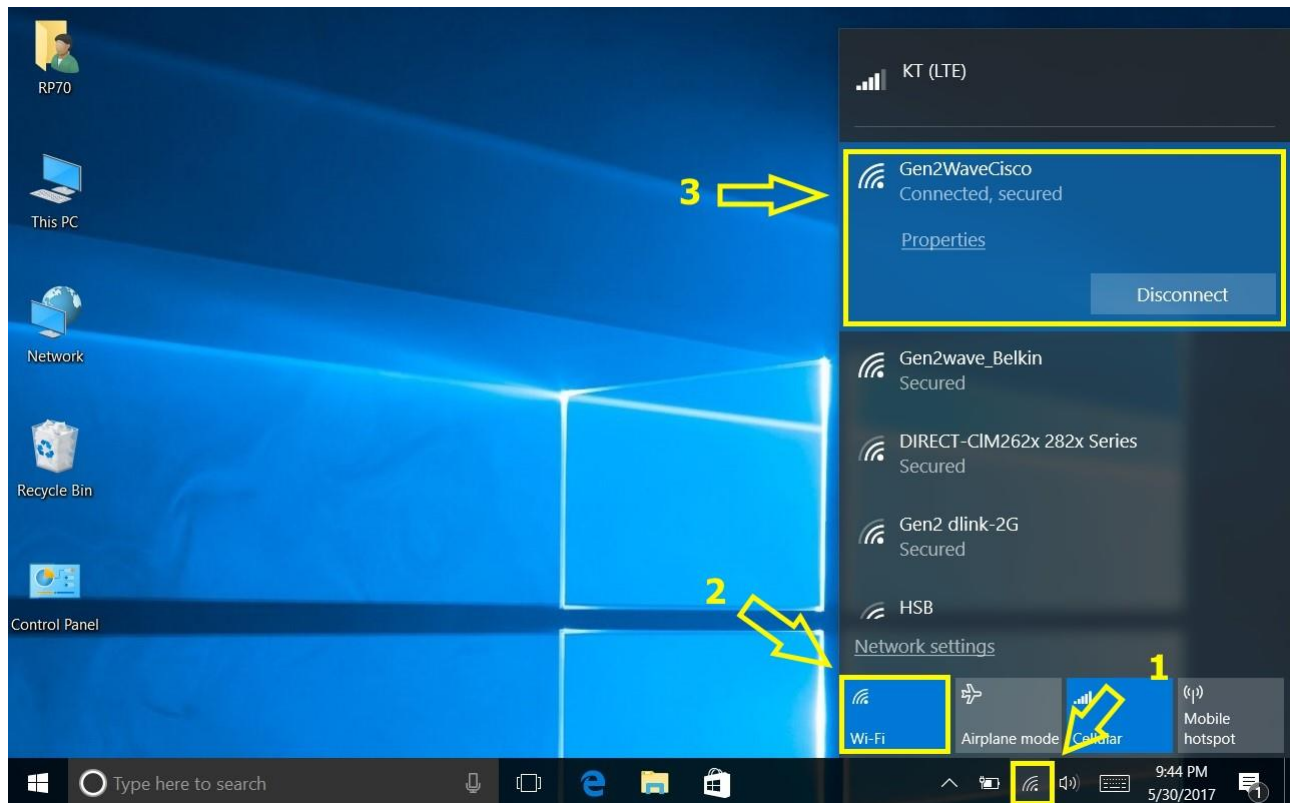 RP70
This PC
Network
Recycle Bin
Control Panel
KT (LTE)
3
Gen2WaveCisco
Connected, secured
Properties
Disconnect
Gen2wave_Belkin
Secured
DIRECT-ClM262x 282x Series
Secured
Gen2 dlink-2G
Secured
HSB
2
Network settings
1
Wi-Fi
Airplane mode
Cellular
Mobile
hotspot
Type here to search
9:44 PM
5/30/2017
1